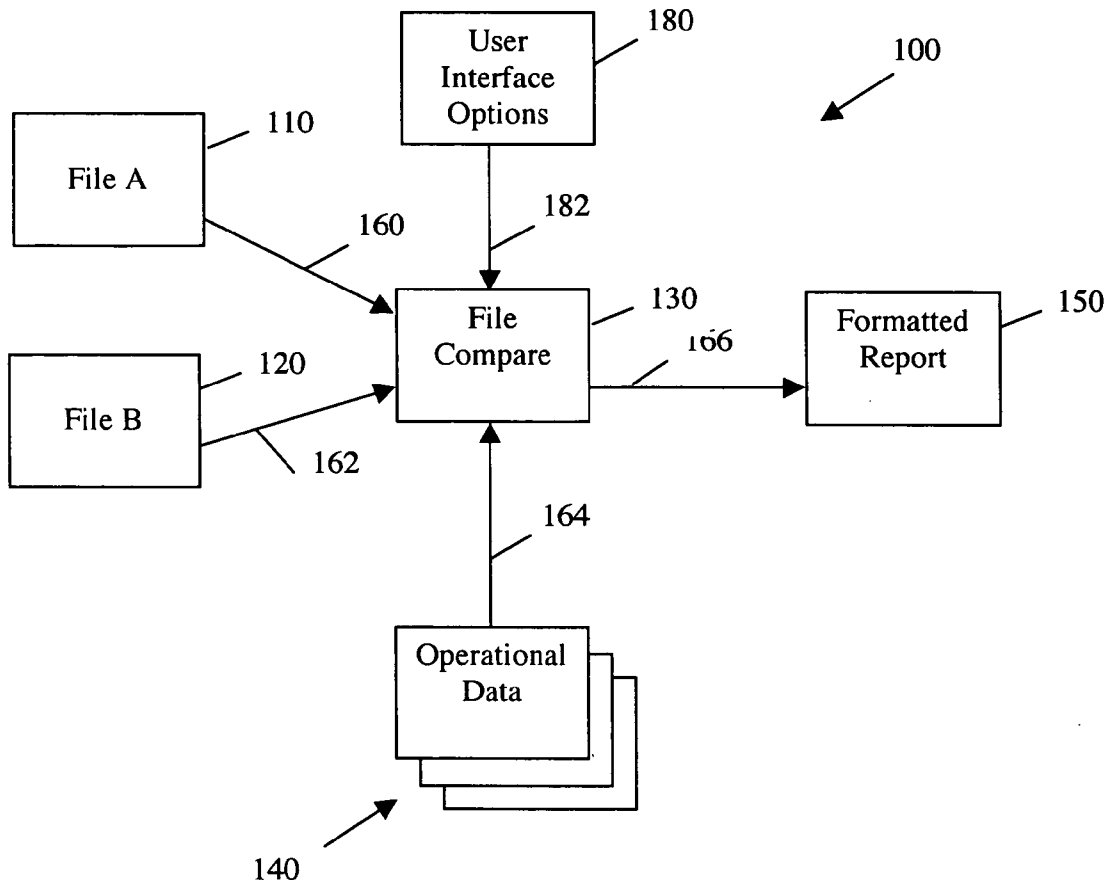 User
Interface
Options
180
100
File A
110
160
182
File
Compare
130
166
Formatted
Report
150
File B
120
162
164
Operational
Data
140